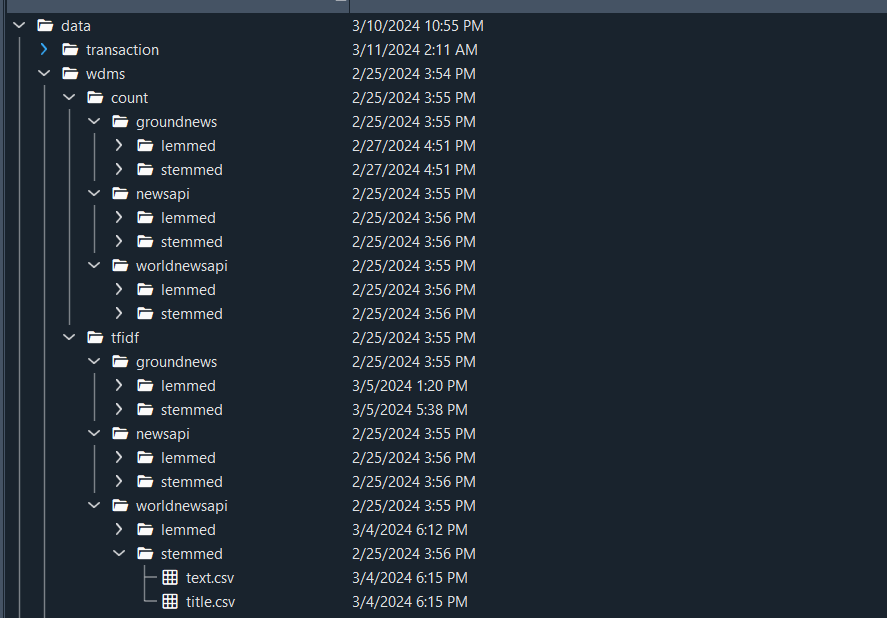 data 3/10/2024 10:55 PM
transaction 3/11/2024 2:11 AM
wdms 2/25/2024 3:54 PM
count 2/25/2024 3:55 PM
groundnews 2/25/2024 3:55 PM
lemmed 2/27/2024 4:51 PM
stemmed 2/27/2024 4:51 PM
newsapi 2/25/2024 3:55 PM
lemmed 2/25/2024 3:56 PM
stemmed 2/25/2024 3:56 PM
worldnewsapi 2/25/2024 3:55 PM
lemmed 2/25/2024 3:56 PM
stemmed 2/25/2024 3:56 PM
tfidf 2/25/2024 3:55 PM
groundnews 2/25/2024 3:55 PM
lemmed 3/5/2024 1:20 PM
stemmed 3/5/2024 5:38 PM
newsapi 2/25/2024 3:55 PM
lemmed 2/25/2024 3:56 PM
stemmed 2/25/2024 3:56 PM
worldnewsapi 2/25/2024 3:55 PM
lemmed 3/4/2024 6:12 PM
stemmed 2/25/2024 3:56 PM
text.csv 3/4/2024 6:15 PM
title.csv 3/4/2024 6:15 PM